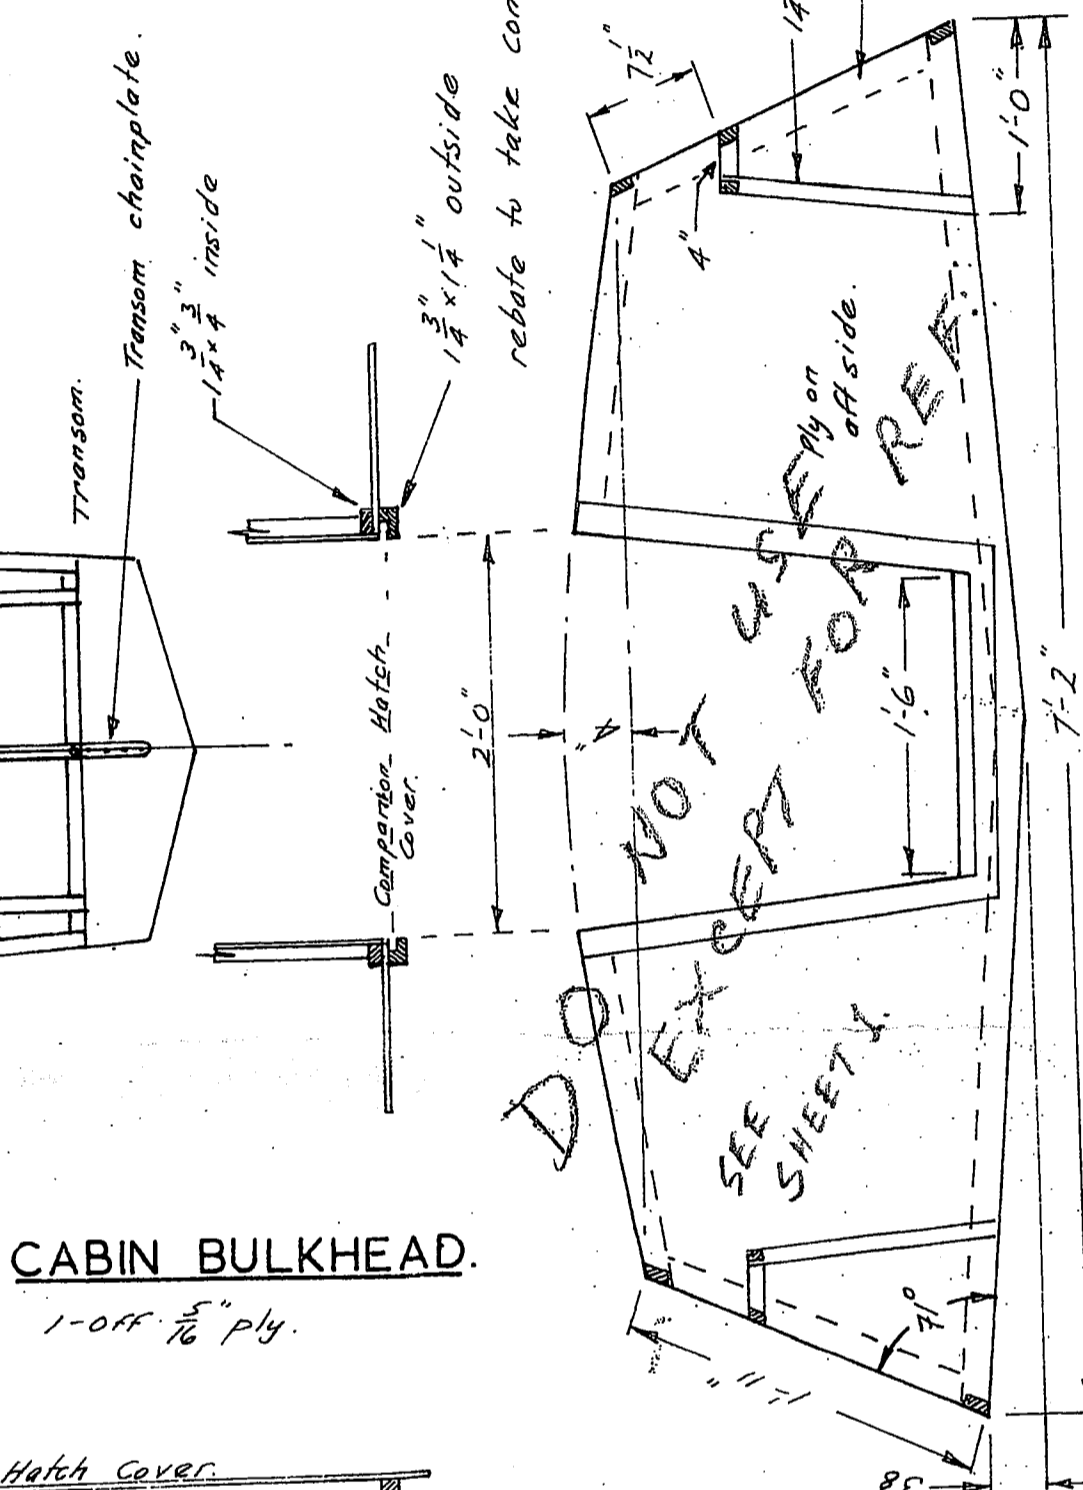 Transom chainplate.
Transom.
1 3/4" x 3/4" inside
1 3/4" x 1 1/4" outside
rebate to take
7 1/2"
4"
1'-0"
Ply on
aft side.
Companion Hatch
Cover.
2'-0"
4"
1'-6"
7'-2"
DO NOT USE
EXCEPT FOR REF.
SEE
SHEET 1.
71°
1'-11"
CABIN BULKHEAD.
1-OFF 5/16" ply.
Hatch Cover.